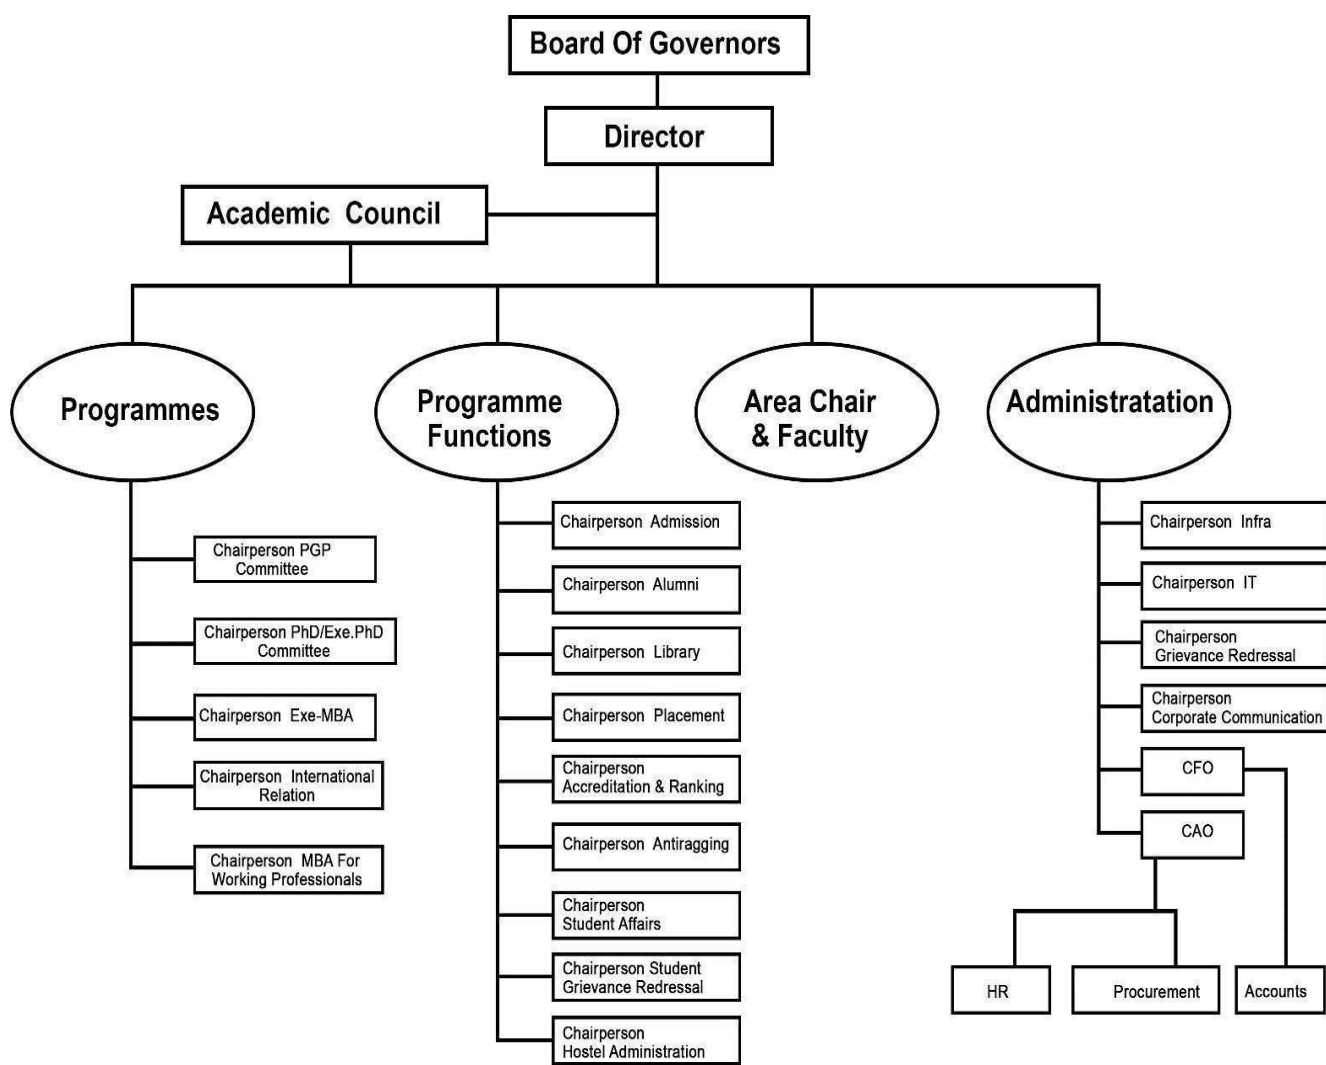 Board Of Governors
Director
Academic Council
Programmes
Programme
Functions
Area Chair
& Faculty
Administratation
Chairperson PGP
Committee
Chairperson PhD/Exe.PhD
Committee
Chairperson Exe-MBA
Chairperson International
Relation
Chairperson MBA For
Working Professionals
Chairperson Admission
Chairperson Alumni
Chairperson Library
Chairperson Placement
Chairperson
Accreditation & Ranking
Chairperson Antiragging
Chairperson
Student Affairs
Chairperson Student
Grievance Redressal
Chairperson
Hostel Administration
Chairperson Infra
Chairperson IT
Chairperson
Grievance Redressal
Chairperson
Corporate Communication
CFO
CAO
HR
Procurement
Accounts